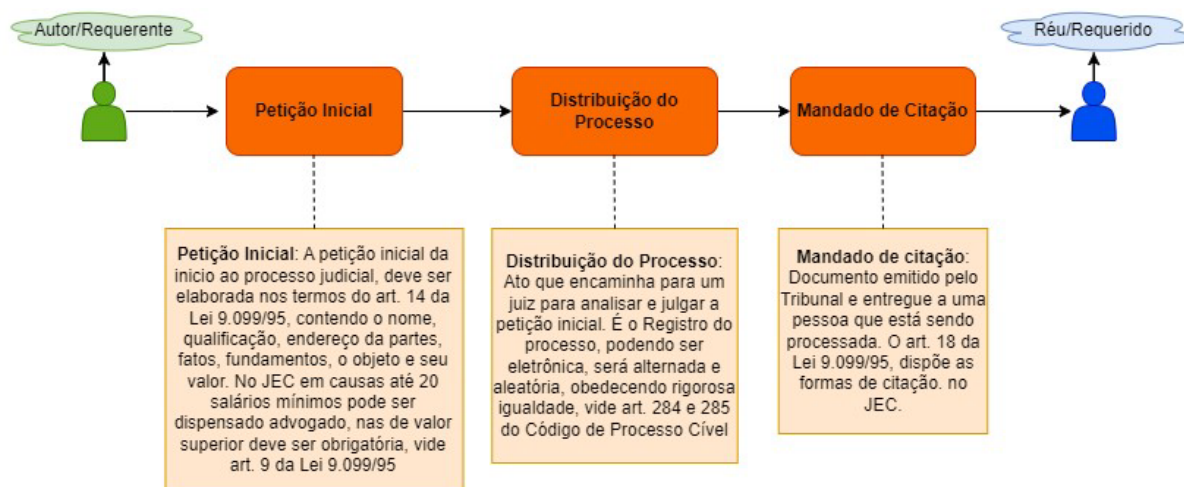 Autor/Requerente
Réu/Requerido
Petição Inicial
Distribuição do
Processo
Mandado de Citação
Petição Inicial: A petição inicial da
inicio ao processo judicial, deve ser
elaborada nos termos do art. 14 da
Lei 9.099/95, contendo o nome,
qualificação, endereço da partes,
fatos, fundamentos, o objeto e seu
valor. No JEC em causas até 20
salários mínimos pode ser
dispensado advogado, nas de valor
superior deve ser obrigatória, vide
art. 9 da Lei 9.099/95
Distribuição do Processo:
Ato que encaminha para um
juiz para analisar e julgar a
petição inicial. É o Registro do
processo, podendo ser
eletrônica, será alternada e
aleatória, obedecendo rigorosa
igualdade, vide art. 284 e 285
do Código de Processo Cível
Mandado de citação:
Documento emitido pelo
Tribunal e entregue a uma
pessoa que está sendo
processada. O art. 18 da
Lei 9.099/95, dispõe as
formas de citação. no
JEC.